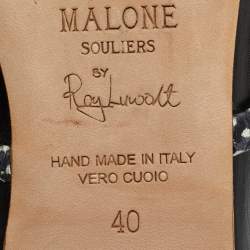 MALONE
SOULIERS
BY
Roy Luwolt
HAND MADE IN ITALY
VERO CUOIO
40